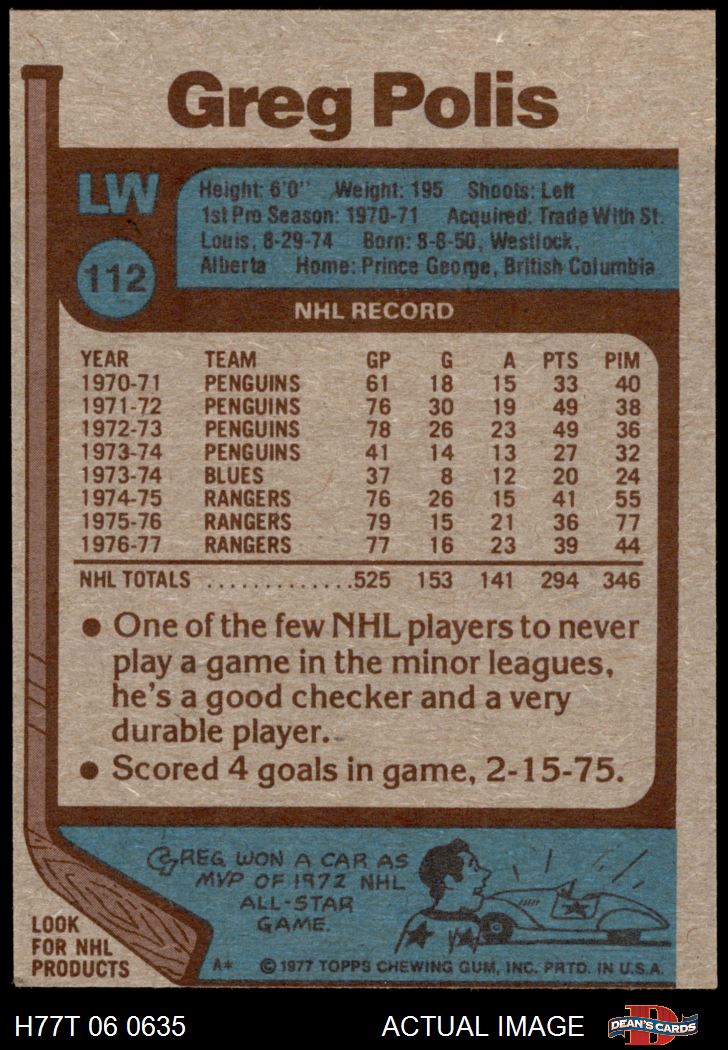 Greg Polis
LW
112
Height: 6'0" Weight: 195 Shoots: Left
1st Pro Season: 1970-71 Acquired: Trade With St.
Louis, 8-29-74 Born: 8-8-50, Westlock,
Alberta Home: Prince George, British Columbia
NHL RECORD
YEAR TEAM GP G A PTS PIM
1970-71 PENGUINS 61 18 15 33 40
1971-72 PENGUINS 76 30 19 49 38
1972-73 PENGUINS 78 26 23 49 36
1973-74 PENGUINS 41 14 13 27 32
1973-74 BLUES 37 8 12 20 24
1974-75 RANGERS 76 26 15 41 55
1975-76 RANGERS 79 15 21 36 77
1976-77 RANGERS 77 16 23 39 44
NHL TOTALS .............525 153 141 294 346
● One of the few NHL players to never
play a game in the minor leagues,
he's a good checker and a very
durable player.
● Scored 4 goals in game, 2-15-75.
GREG WON A CAR AS
MVP OF 1972 NHL
ALL-STAR
GAME.
LOOK
FOR NHL
PRODUCTS
A* © 1977 TOPPS CHEWING GUM, INC. PRTD. IN U.S.A.
H77T 06 0635 ACTUAL IMAGE
DEAN'S CARDS